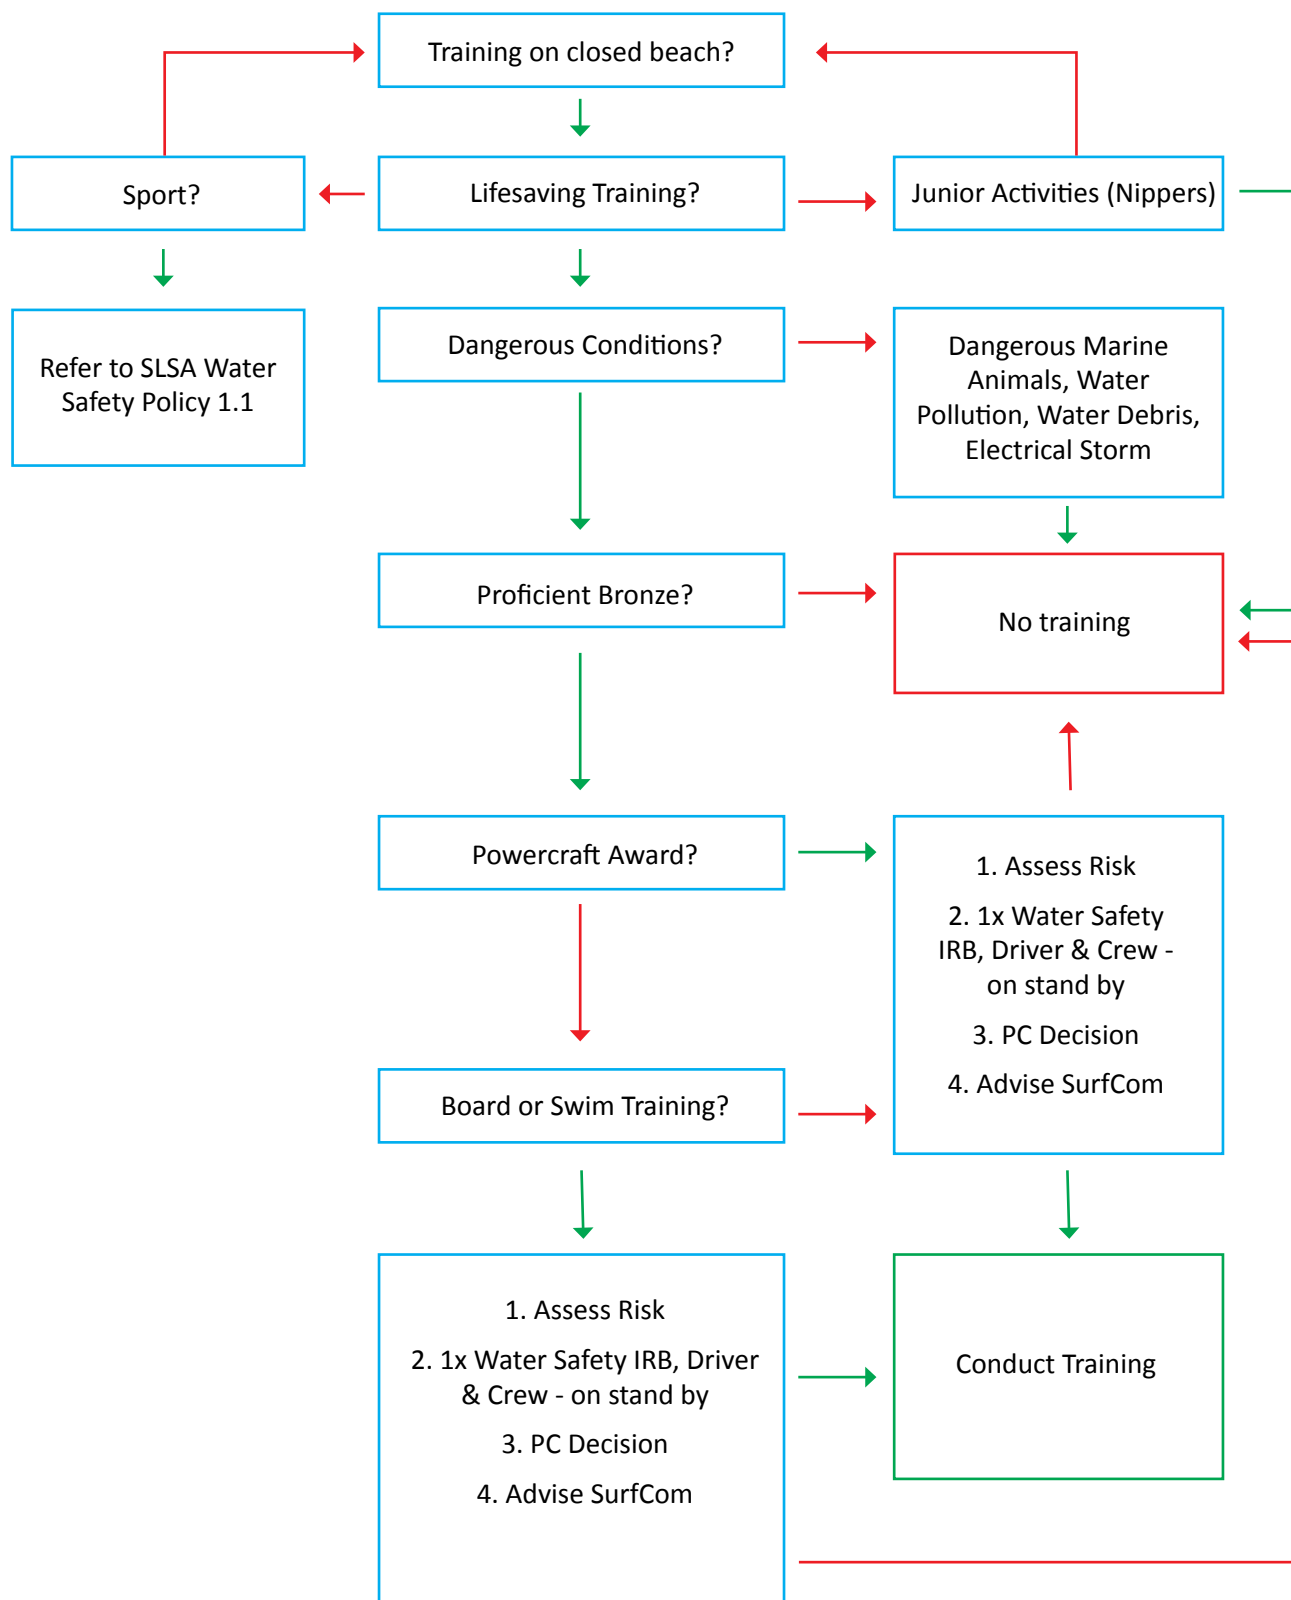 Training on closed beach?
Sport?
Lifesaving Training?
Junior Activities (Nippers)
Refer to SLSA Water
Safety Policy 1.1
Dangerous Conditions?
Dangerous Marine
Animals, Water
Pollution, Water Debris,
Electrical Storm
Proficient Bronze?
No training
Powercraft Award?
1. Assess Risk
2. 1x Water Safety
IRB, Driver & Crew -
on stand by
3. PC Decision
4. Advise SurfCom
Board or Swim Training?
1. Assess Risk
2. 1x Water Safety IRB, Driver
& Crew - on stand by
3. PC Decision
4. Advise SurfCom
Conduct Training